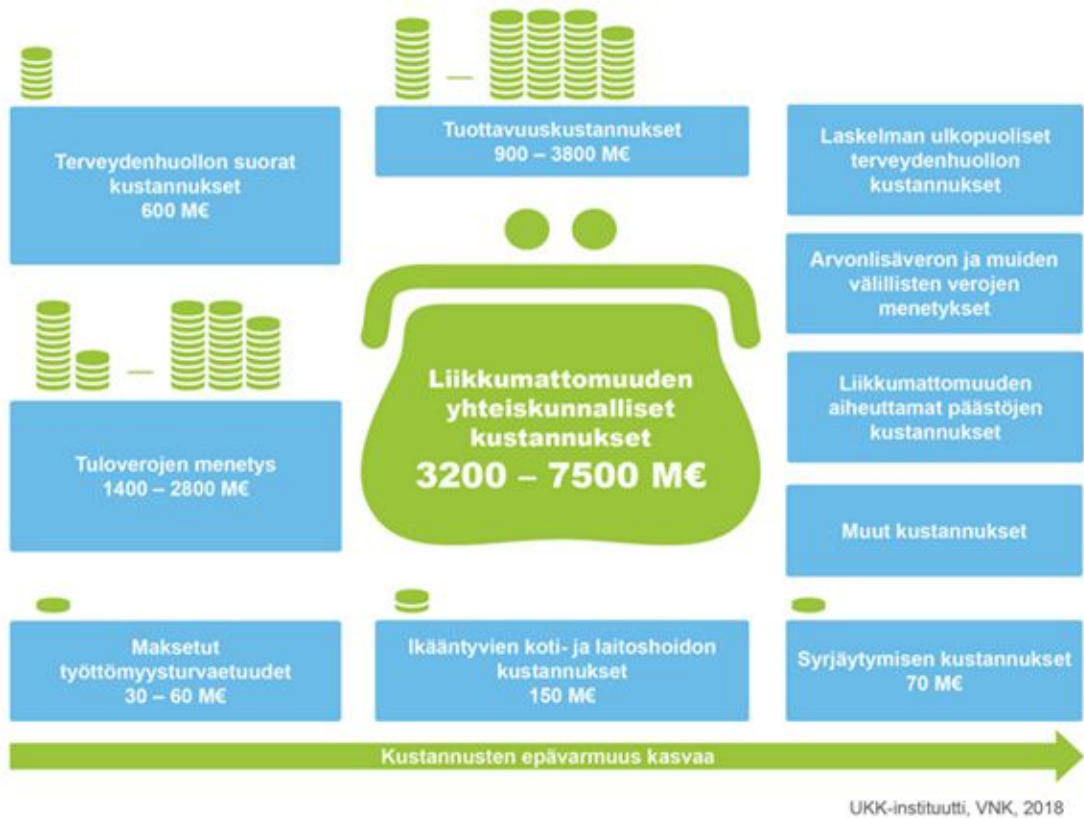 Terveydenhuollon suorat
kustannukset
600 M€
Tuottavuuskustannukset
900 – 3800 M€
Laskelman ulkopuoliset
terveydenhuollon
kustannukset
Arvonlisäveron ja muiden
välillisten verojen
menetykset
Liikkumattomuuden
yhteiskunnalliset
kustannukset
3200 – 7500 M€
Tuloverojen menetys
1400 – 2800 M€
Liikkumattomuuden
aiheuttamat päästöjen
kustannukset
Muut kustannukset
Maksetut
työttömyysturvaetuudet
30 – 60 M€
Ikääntyvien koti- ja laitoshoidon
kustannukset
150 M€
Syrjäytymisen kustannukset
70 M€
Kustannusten epävarmuus kasvaa
UKK-instituutti, VNK, 2018